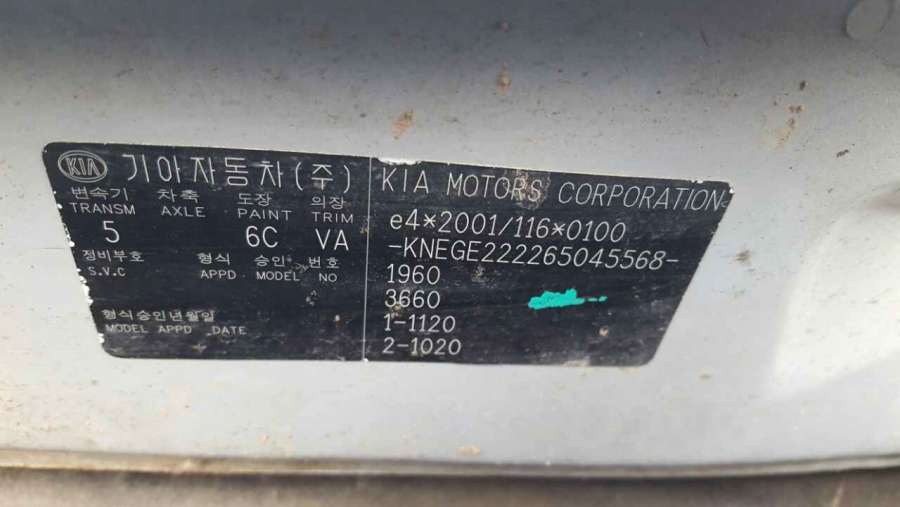 KIA 기아자동차(주)
변속기 차축 도장 의장
TRANSM AXLE PAINT TRIM
5 6C VA
정비부호 형식 승인 번호
S.V.C APPD MODEL NO
형식승인년월일
MODEL APPD DATE
KIA MOTORS CORPORATION
e4*2001/116*0100
-KNEGE222265045568-
1960
3660
1-1120
2-1020